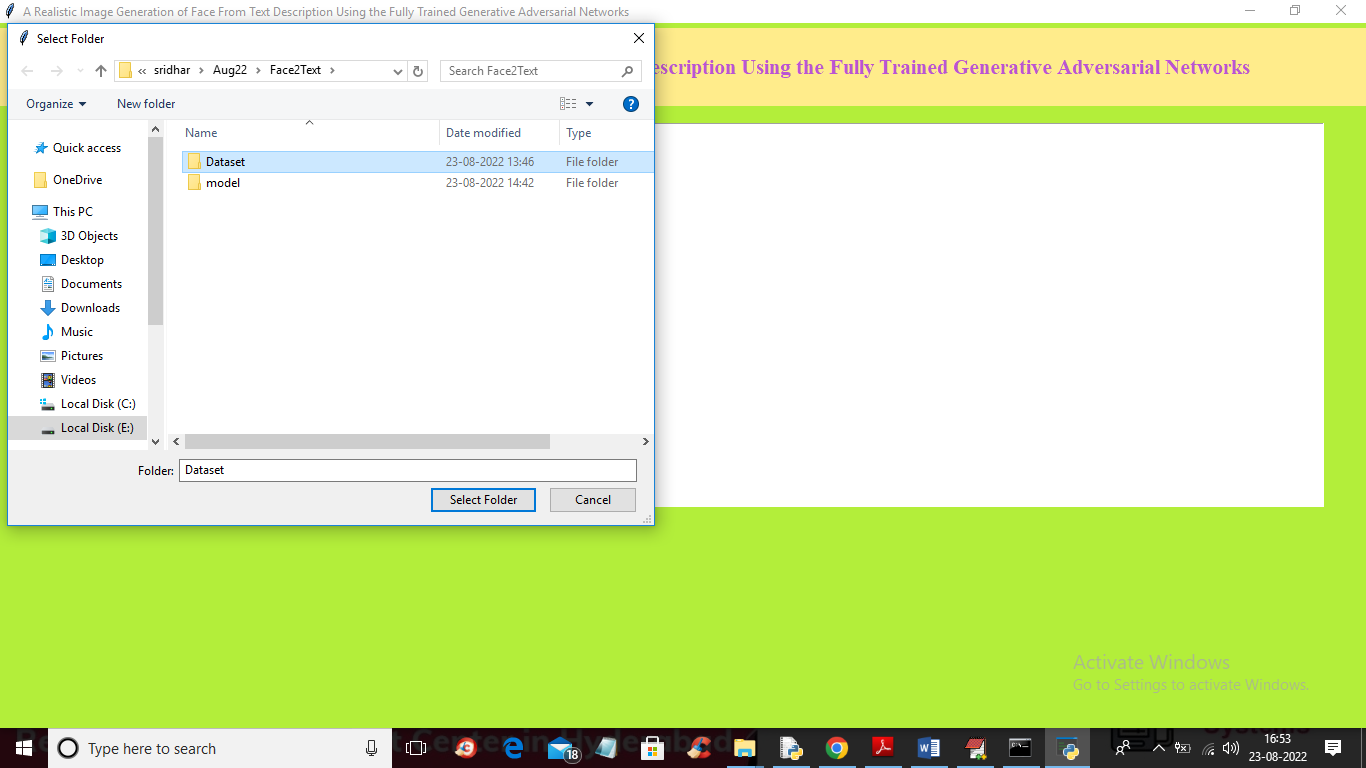 A Realistic Image Generation of Face From Text Description Using the Fully Trained Generative Adversarial Networks
Select Folder
« sridhar > Aug22 > Face2Text >
Search Face2Text
escription Using the Fully Trained Generative Adversarial Networks
Organize
New folder
?
Name
Date modified
Type
Quick access
OneDrive
This PC
3D Objects
Desktop
Documents
Downloads
Music
Pictures
Videos
Local Disk (C:)
Local Disk (E:)
Dataset 23-08-2022 13:46 File folder
model 23-08-2022 14:42 File folder
Folder: Dataset
Select Folder
Cancel
Activate Windows
Go to Settings to activate Windows.
Type here to search
18
16:53
23-08-2022